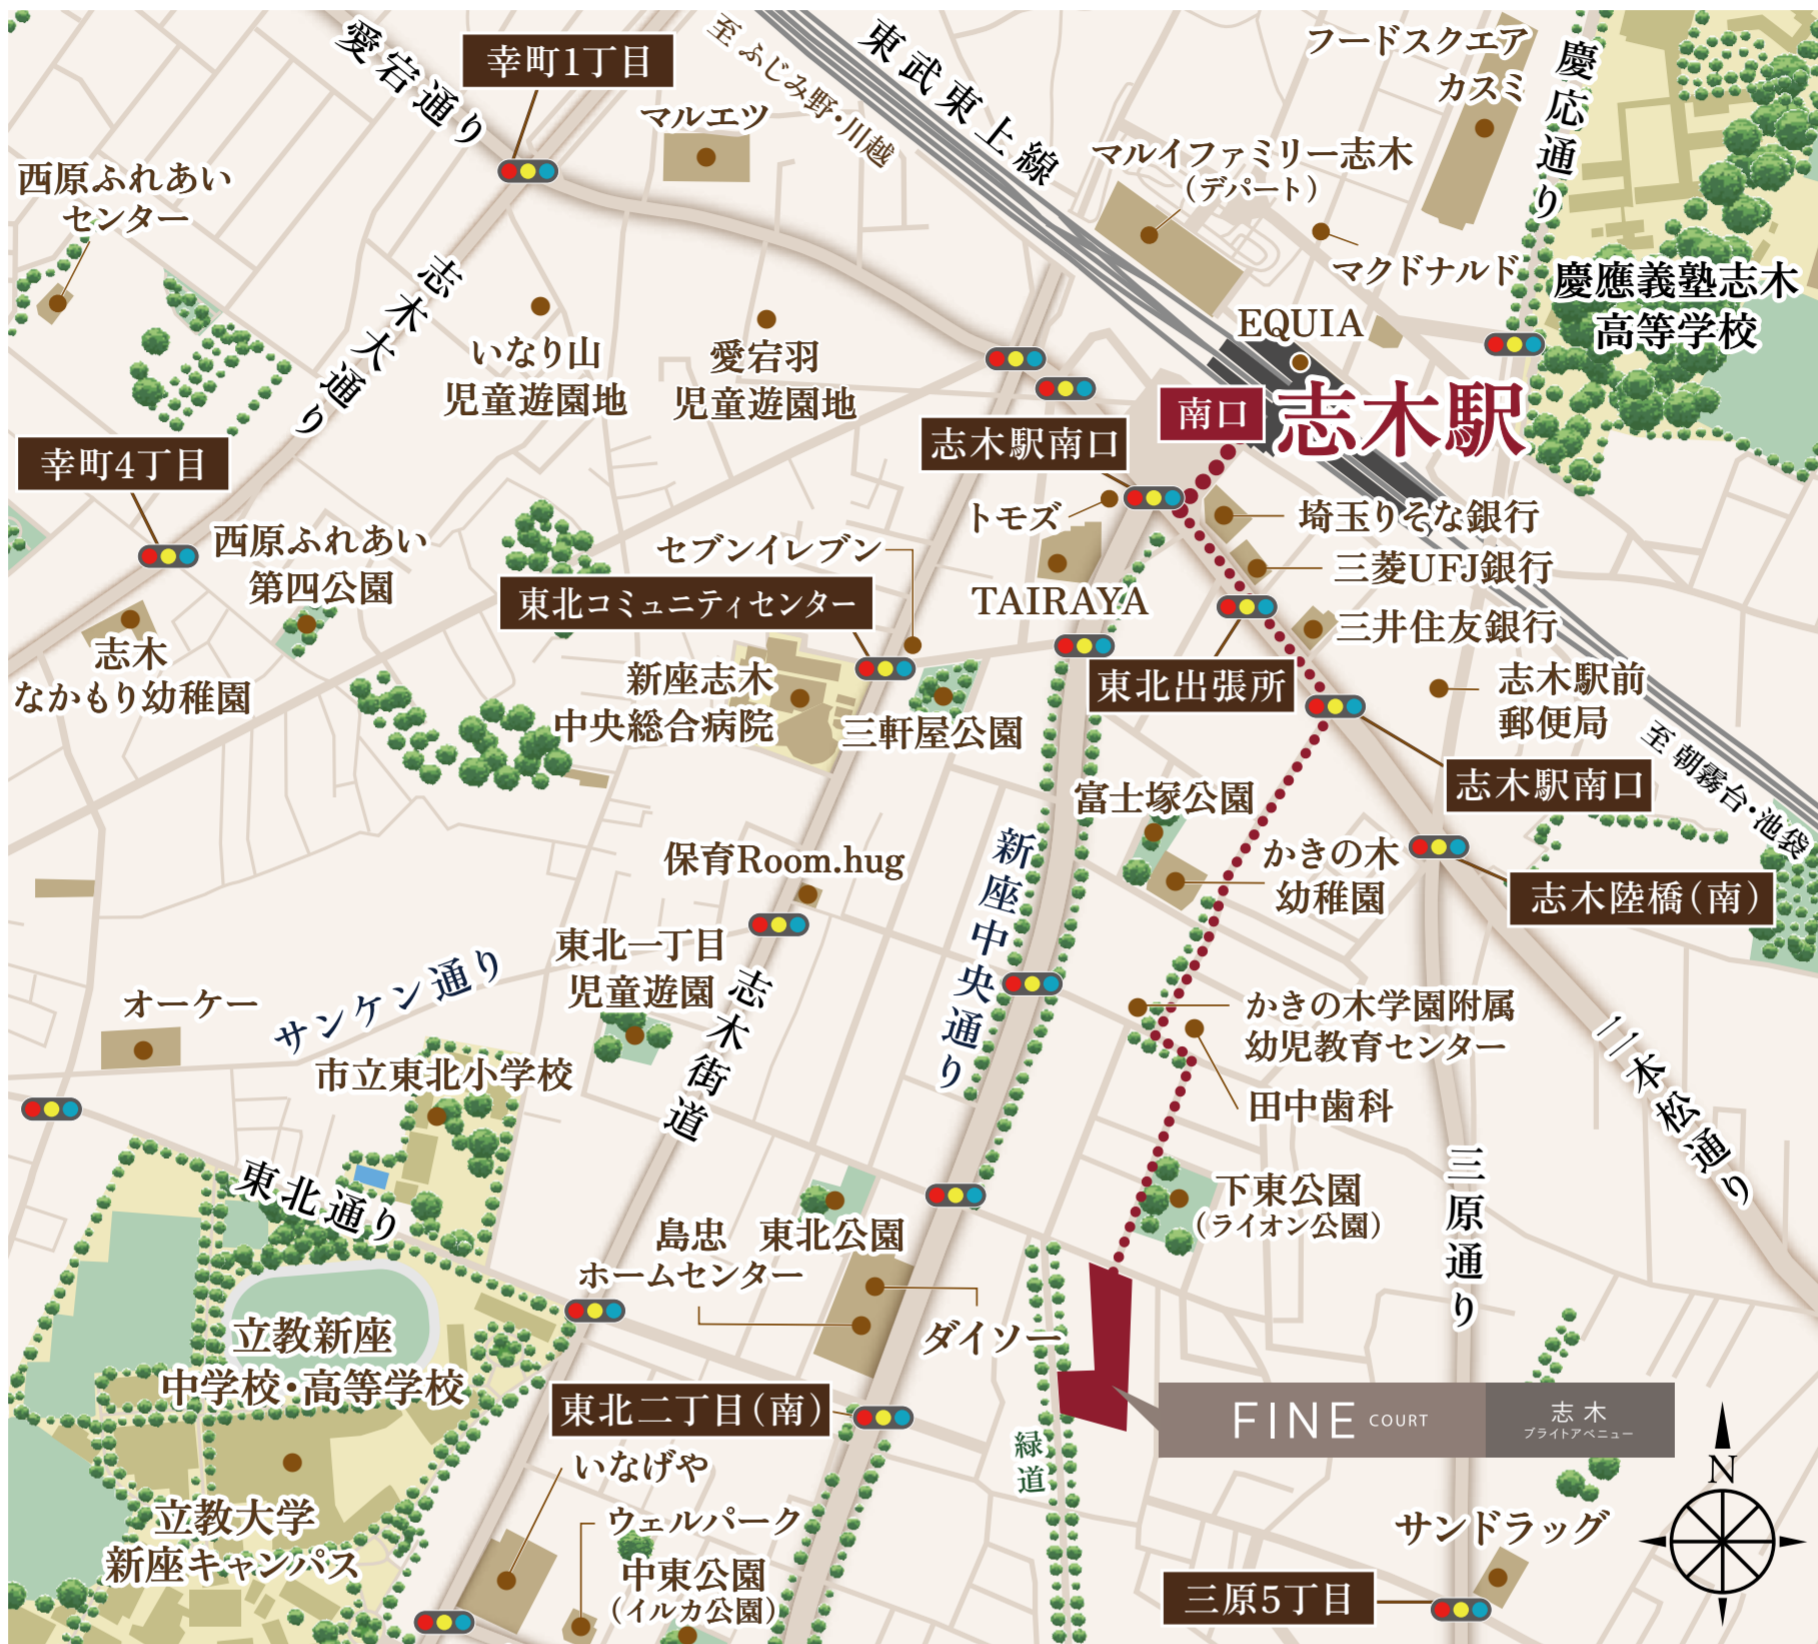 愛宕通り
幸町1丁目
マルエツ
至 ふじみ野・川越
東武東上線
フードスクエア
カスミ
慶応通り
西原ふれあい
センター
マルイファミリー志木
(デパート)
マクドナルド
慶應義塾志木
高等学校
志木大通り
いなり山
児童遊園地
愛宕羽
児童遊園地
EQUIA
南口
志木駅
志木駅南口
幸町4丁目
トモズ
埼玉りそな銀行
西原ふれあい
第四公園
セブンイレブン
三菱UFJ銀行
東北コミュニティセンター
TAIRAYA
三井住友銀行
志木
なかもり幼稚園
新座志木
中央総合病院
三軒屋公園
東北出張所
志木駅前
郵便局
至 朝霧台・池袋
志木駅南口
富士塚公園
保育Room.hug
新座中央通り
かきの木
幼稚園
志木陸橋(南)
東北一丁目
児童遊園
志木街道
サンケン通り
オーケー
かきの木学園附属
幼児教育センター
11本松通り
市立東北小学校
田中歯科
東北通り
三原通り
下東公園
(ライオン公園)
島忠
ホームセンター
東北公園
ダイソー
立教新座
中学校・高等学校
東北二丁目(南)
FINE COURT
志木
ブライトアベニュー
緑道
いなげや
立教大学
新座キャンパス
ウェルパーク
中東公園
(イルカ公園)
サンドラッグ
三原5丁目
N